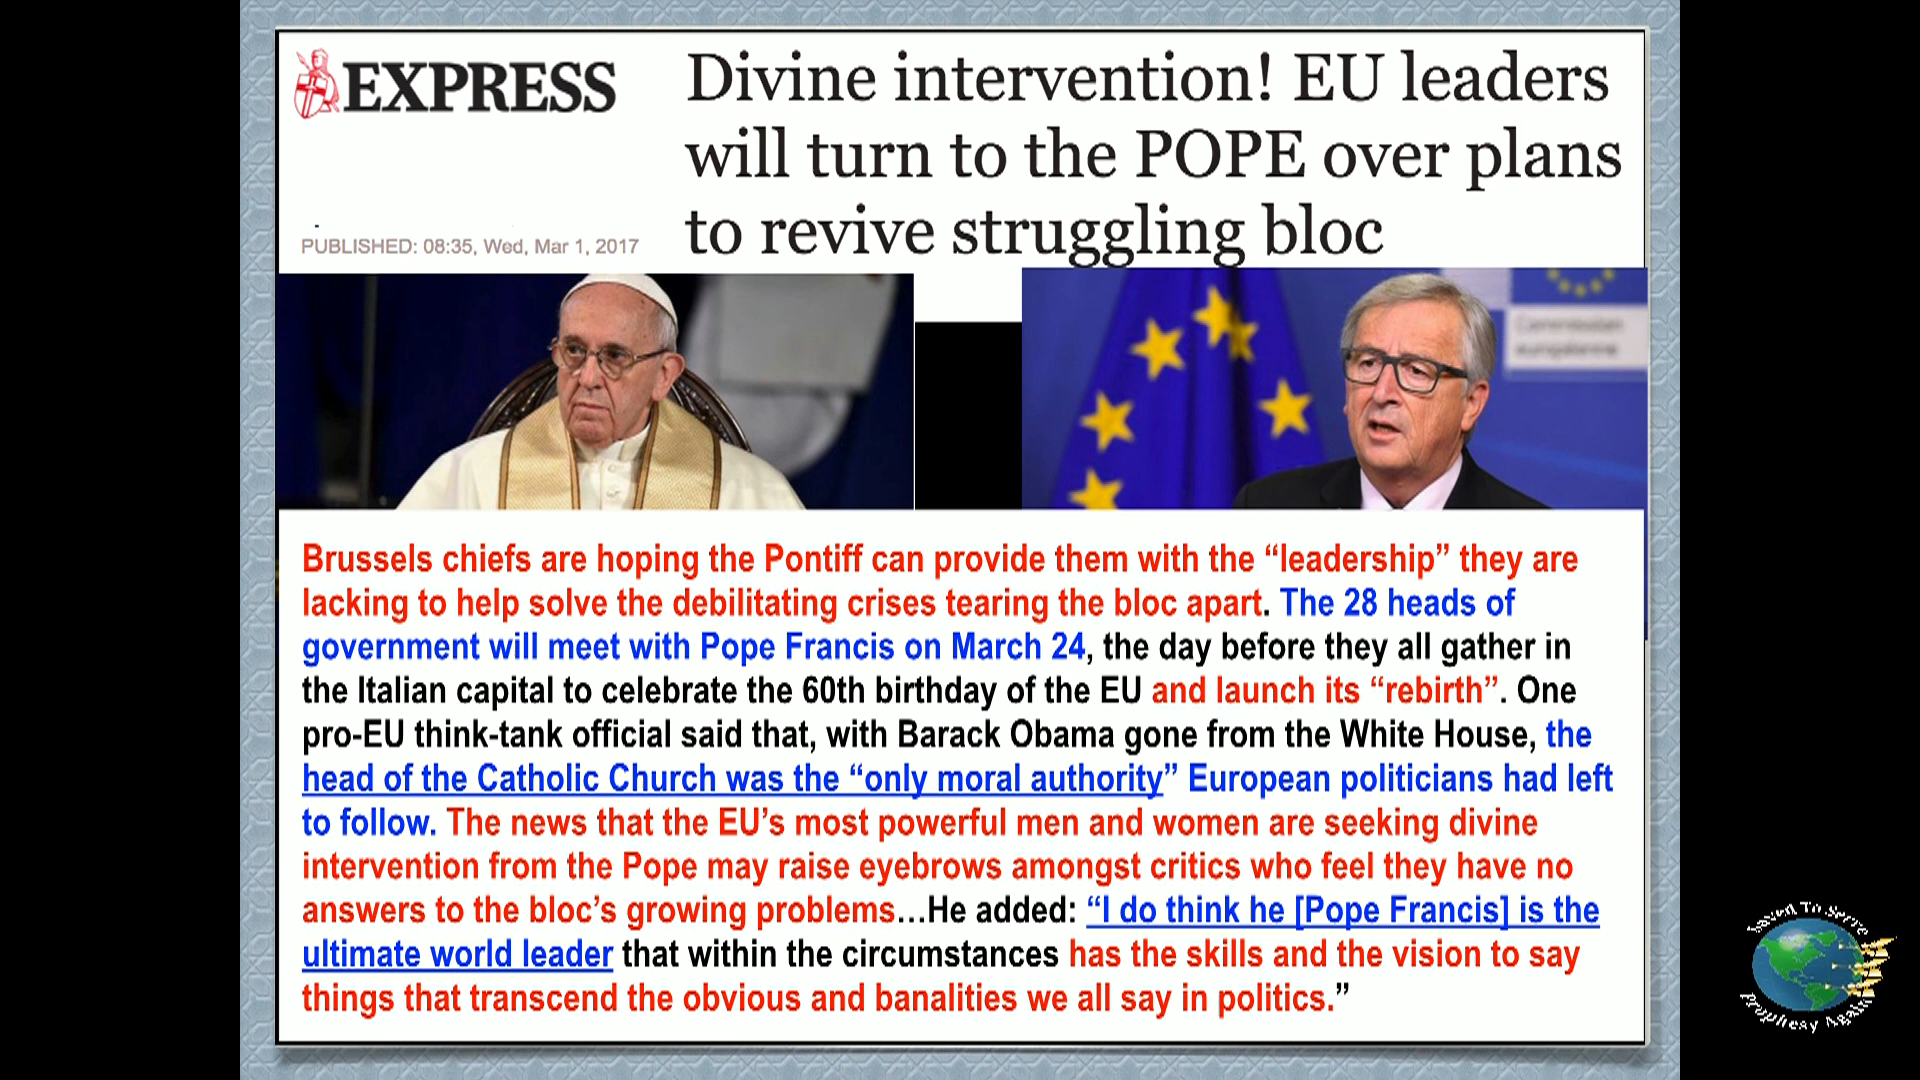 EXPRESS
Divine intervention! EU leaders
will turn to the POPE over plans
to revive struggling bloc
PUBLISHED: 08:35, Wed, Mar 1, 2017
Commission
européenne
Brussels chiefs are hoping the Pontiff can provide them with the “leadership” they are
lacking to help solve the debilitating crises tearing the bloc apart. The 28 heads of
government will meet with Pope Francis on March 24, the day before they all gather in
the Italian capital to celebrate the 60th birthday of the EU and launch its “rebirth”. One
pro-EU think-tank official said that, with Barack Obama gone from the White House, the
head of the Catholic Church was the “only moral authority” European politicians had left
to follow. The news that the EU’s most powerful men and women are seeking divine
intervention from the Pope may raise eyebrows amongst critics who feel they have no
answers to the bloc’s growing problems…He added: “I do think he [Pope Francis] is the
ultimate world leader that within the circumstances has the skills and the vision to say
things that transcend the obvious and banalities we all say in politics.”
Saved To Serve
Prophesy Again